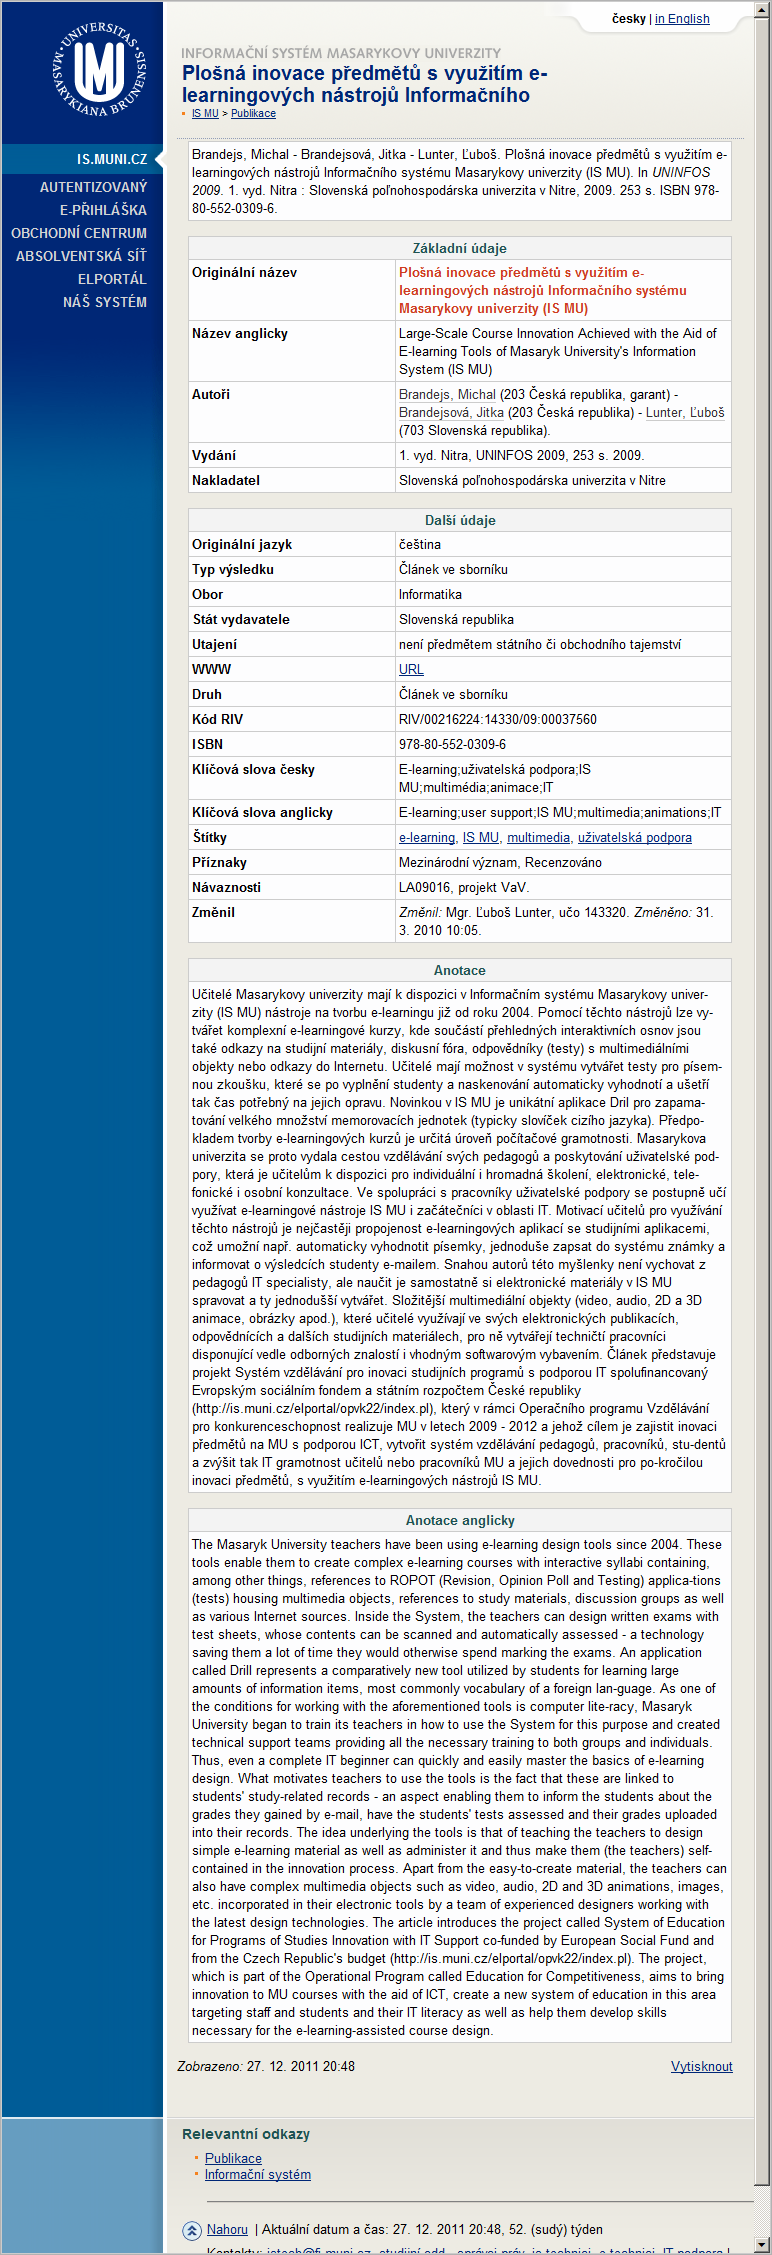 česky | in English
UNIVERSITAS MASARYKIANA BRUNENSIS
INFORMAČNÍ SYSTÉM MASARYKOVY UNIVERZITY
Plošná inovace předmětů s využitím e-
learningových nástrojů Informačního
IS MU > Publikace
IS.MUNI.CZ
AUTENTIZOVANÝ
E-PŘIHLÁŠKA
OBCHODNÍ CENTRUM
ABSOLVENTSKÁ SÍŤ
ELPORTÁL
NÁŠ SYSTÉM
Brandejs, Michal - Brandejsová, Jitka - Lunter, Ľuboš. Plošná inovace předmětů s využitím e-
learningových nástrojů Informačního systému Masarykovy univerzity (IS MU). In UNINFOS
2009. 1. vyd. Nitra : Slovenská poľnohospodárska univerzita v Nitre, 2009. 253 s. ISBN 978-
80-552-0309-6.
Základní údaje
Originální název Plošná inovace předmětů s využitím e-
learningových nástrojů Informačního systému
Masarykovy univerzity (IS MU)
Název anglicky Large-Scale Course Innovation Achieved with the Aid of
E-learning Tools of Masaryk University's Information
System (IS MU)
Autoři Brandejs, Michal (203 Česká republika, garant) -
Brandejsová, Jitka (203 Česká republika) - Lunter, Ľuboš
(703 Slovenská republika).
Vydání 1. vyd. Nitra, UNINFOS 2009, 253 s. 2009.
Nakladatel Slovenská poľnohospodárska univerzita v Nitre
Další údaje
Originální jazyk čeština
Typ výsledku Článek ve sborníku
Obor Informatika
Stát vydavatele Slovenská republika
Utajení není předmětem státního či obchodního tajemství
WWW URL
Druh Článek ve sborníku
Kód RIV RIV/00216224:14330/09:00037560
ISBN 978-80-552-0309-6
Klíčová slova česky E-learning;uživatelská podpora;IS
MU;multimédia;animace;IT
Klíčová slova anglicky E-learning;user support;IS MU;multimedia;animations;IT
Štítky e-learning, IS MU, multimedia, uživatelská podpora
Příznaky Mezinárodní význam, Recenzováno
Návaznosti LA09016, projekt VaV.
Změnil Změnil: Mgr. Ľuboš Lunter, učo 143320. Změněno: 31.
3. 2010 10:05.
Anotace
Učitelé Masarykovy univerzity mají k dispozici v Informačním systému Masarykovy univer-
zity (IS MU) nástroje na tvorbu e-learningu již od roku 2004. Pomocí těchto nástrojů lze vy-
tvářet komplexní e-learningové kurzy, kde součástí přehledných interaktivních osnov jsou
také odkazy na studijní materiály, diskusní fóra, odpovědníky (testy) s multimediálními
objekty nebo odkazy do Internetu. Učitelé mají možnost v systému vytvářet testy pro písem-
nou zkoušku, které se po vyplnění studenty a naskenování automaticky vyhodnotí a ušetří
tak čas potřebný na jejich opravu. Novinkou v IS MU je unikátní aplikace Dril pro zapama-
tování velkého množství memorovacích jednotek (typicky slovíček cizího jazyka). Předpo-
kladem tvorby e-learningových kurzů je určitá úroveň počítačové gramotnosti. Masarykova
univerzita se proto vydala cestou vzdělávání svých pedagogů a poskytování uživatelské pod-
pory, která je učitelům k dispozici pro individuální i hromadná školení, elektronické, tele-
fonické i osobní konzultace. Ve spolupráci s pracovníky uživatelské podpory se postupně učí
využívat e-learningové nástroje IS MU i začátečníci v oblasti IT. Motivací učitelů pro využívání
těchto nástrojů je nejčastěji propojenost e-learningových aplikací se studijními aplikacemi,
což umožní např. automaticky vyhodnotit písemky, jednoduše zapsat do systému známky a
informovat o výsledcích studenty e-mailem. Snahou autorů této myšlenky není vychovat z
pedagogů IT specialisty, ale naučit je samostatně si elektronické materiály v IS MU
spravovat a ty jednodušší vytvářet. Složitější multimediální objekty (video, audio, 2D a 3D
animace, obrázky apod.), které učitelé využívají ve svých elektronických publikacích,
odpovědnících a dalších studijních materiálech, pro ně vytvářejí techničtí pracovníci
disponující vedle odborných znalostí i vhodným softwarovým vybavením. Článek představuje
projekt Systém vzdělávání pro inovaci studijních programů s podporou IT spolufinancovaný
Evropským sociálním fondem a státním rozpočtem České republiky
(http://is.muni.cz/elportal/opvk22/index.pl), který v rámci Operačního programu Vzdělávání
pro konkurenceschopnost realizuje MU v letech 2009 - 2012 a jehož cílem je zajistit inovaci
předmětů na MU s podporou ICT, vytvořit systém vzdělávání pedagogů, pracovníků, stu-dentů
a zvýšit tak IT gramotnost učitelů nebo pracovníků MU a jejich dovednosti pro po-kročilou
inovaci předmětů, s využitím e-learningových nástrojů IS MU.
Anotace anglicky
The Masaryk University teachers have been using e-learning design tools since 2004. These
tools enable them to create complex e-learning courses with interactive syllabi containing,
among other things, references to ROPOT (Revision, Opinion Poll and Testing) applica-tions
(tests) housing multimedia objects, references to study materials, discussion groups as well
as various Internet sources. Inside the System, the teachers can design written exams with
test sheets, whose contents can be scanned and automatically assessed - a technology
saving them a lot of time they would otherwise spend marking the exams. An application
called Drill represents a comparatively new tool utilized by students for learning large
amounts of information items, most commonly vocabulary of a foreign lan-guage. As one of
the conditions for working with the aforementioned tools is computer lite-racy, Masaryk
University began to train its teachers in how to use the System for this purpose and created
technical support teams providing all the necessary training to both groups and individuals.
Thus, even a complete IT beginner can quickly and easily master the basics of e-learning
design. What motivates teachers to use the tools is the fact that these are linked to
students' study-related records - an aspect enabling them to inform the students about the
grades they gained by e-mail, have the students' tests assessed and their grades uploaded
into their records. The idea underlying the tools is that of teaching the teachers to design
simple e-learning material as well as administer it and thus make them (the teachers) self-
contained in the innovation process. Apart from the easy-to-create material, the teachers can
also have complex multimedia objects such as video, audio, 2D and 3D animations, images,
etc. incorporated in their electronic tools by a team of experienced designers working with
the latest design technologies. The article introduces the project called System of Education
for Programs of Studies Innovation with IT Support co-funded by European Social Fund and
from the Czech Republic's budget (http://is.muni.cz/elportal/opvk22/index.pl). The project,
which is part of the Operational Program called Education for Competitiveness, aims to bring
innovation to MU courses with the aid of ICT, create a new system of education in this area
targeting staff and students and their IT literacy as well as help them develop skills
necessary for the e-learning-assisted course design.
Zobrazeno: 27. 12. 2011 20:48 Vytisknout
Relevantní odkazy
Publikace
Informační systém
Nahoru | Aktuální datum a čas: 27. 12. 2011 20:48, 52. (sudý) týden